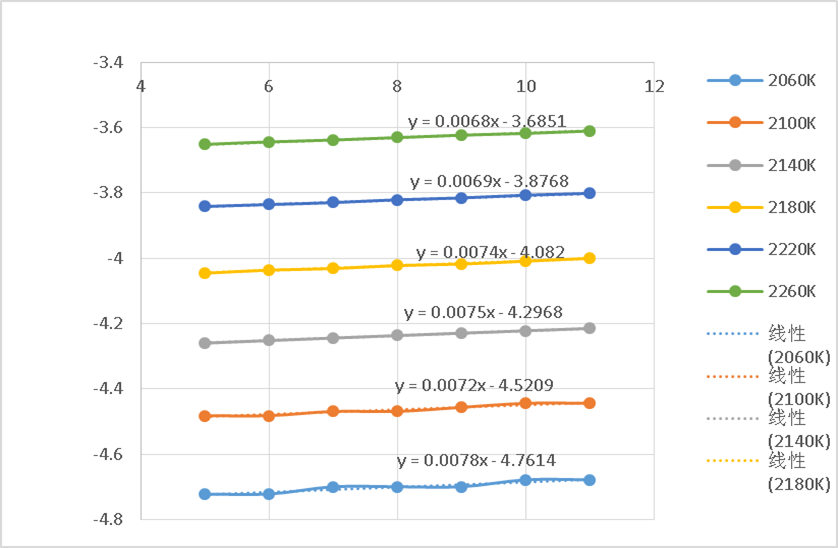 -3.4
4 6 8 10 12
y = 0.0068x - 3.6851
-3.6
y = 0.0069x - 3.8768
-3.8
y = 0.0074x - 4.082
-4
y = 0.0075x - 4.2968
-4.2
y = 0.0072x - 4.5209
-4.4
y = 0.0078x - 4.7614
-4.6
-4.8
2060K
2100K
2140K
2180K
2220K
2260K
线性
(2060K)
线性
(2100K)
线性
(2140K)
线性
(2180K)